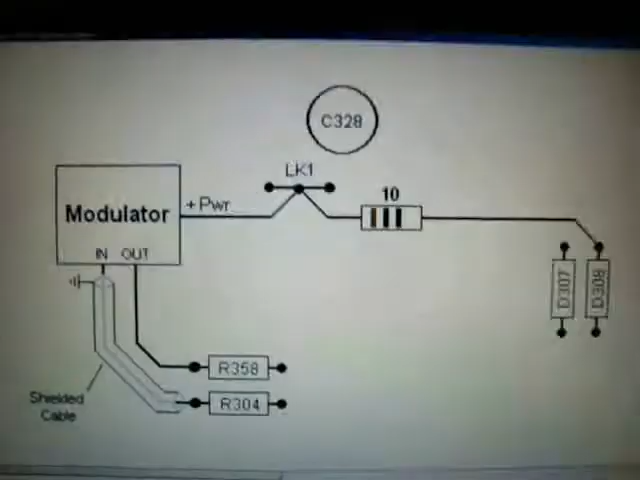 C328
LK1
10
Modulator
+ Pwr
IN OUT
D307
D308
R358
R304
Shielded
Cable